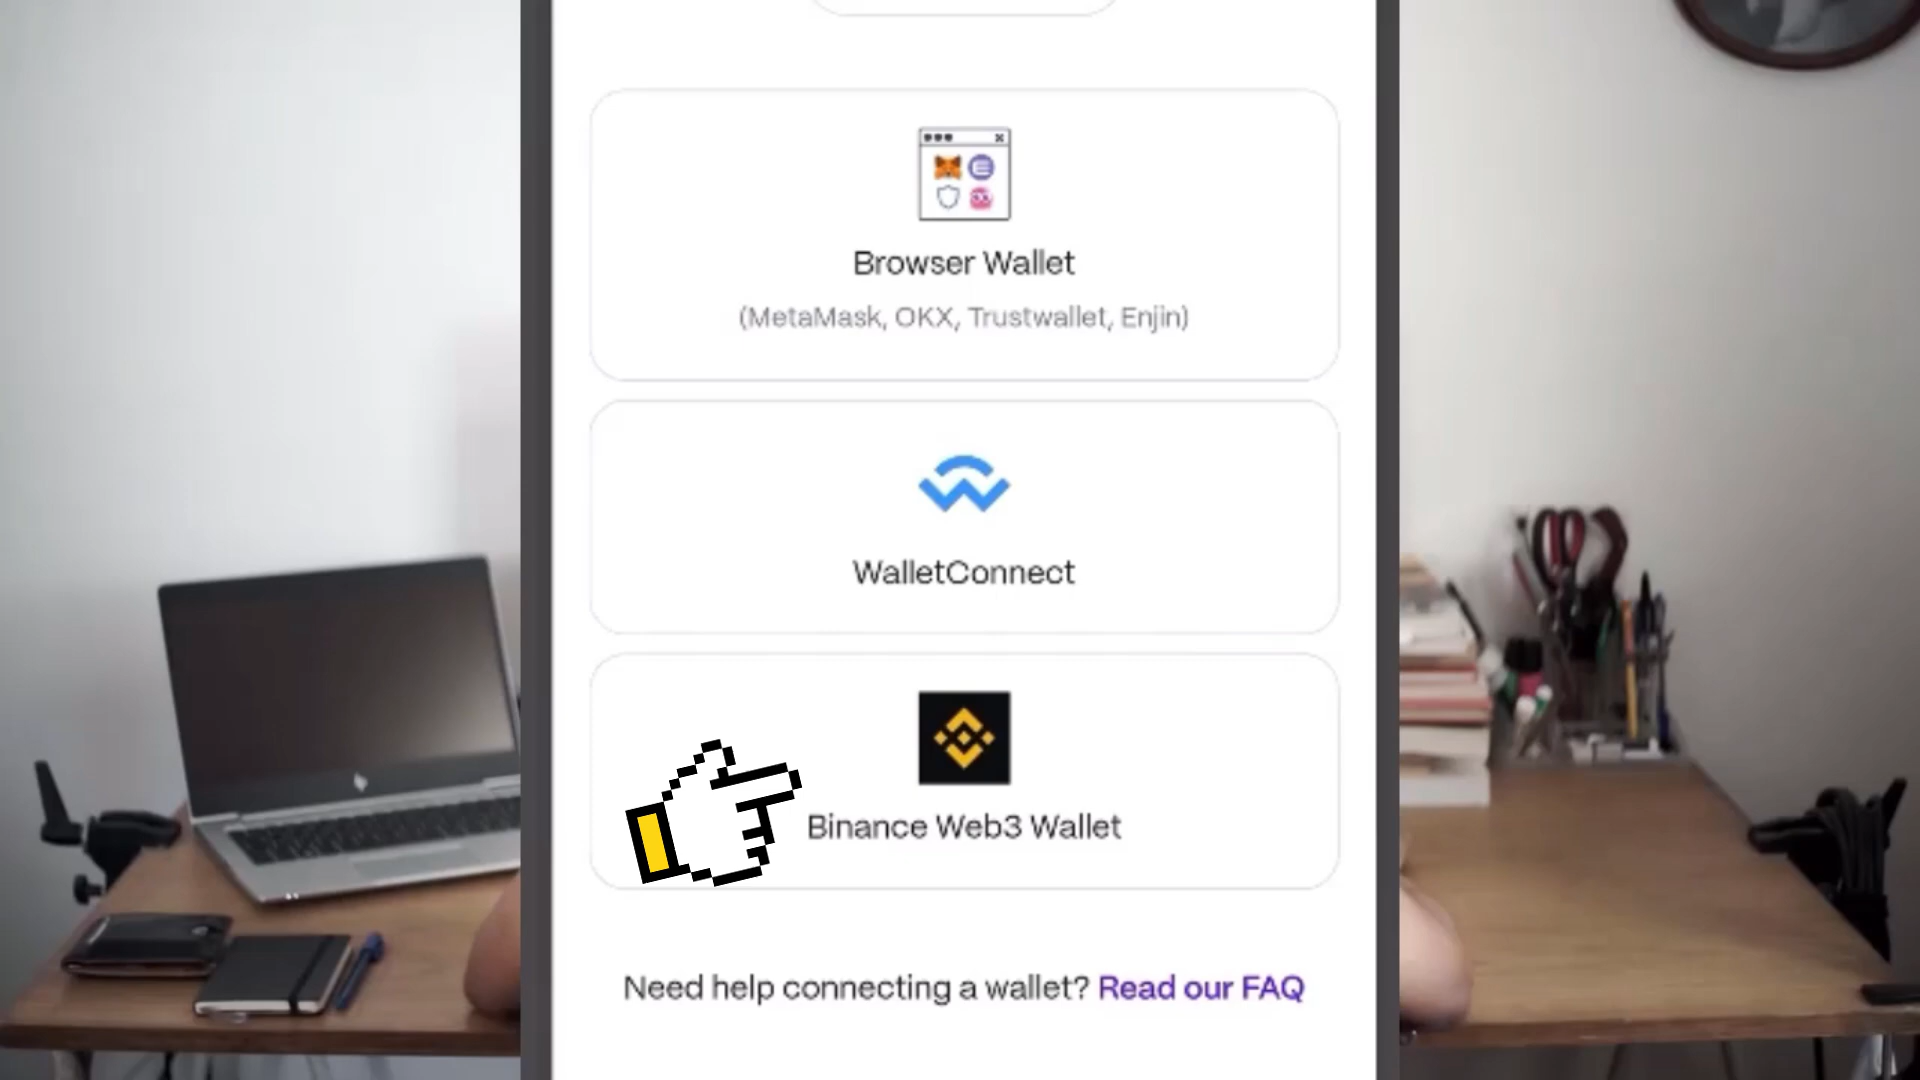 Browser Wallet
(MetaMask, OKX, Trustwallet, Enjin)
WalletConnect
Binance Web3 Wallet
Need help connecting a wallet? Read our FAQ